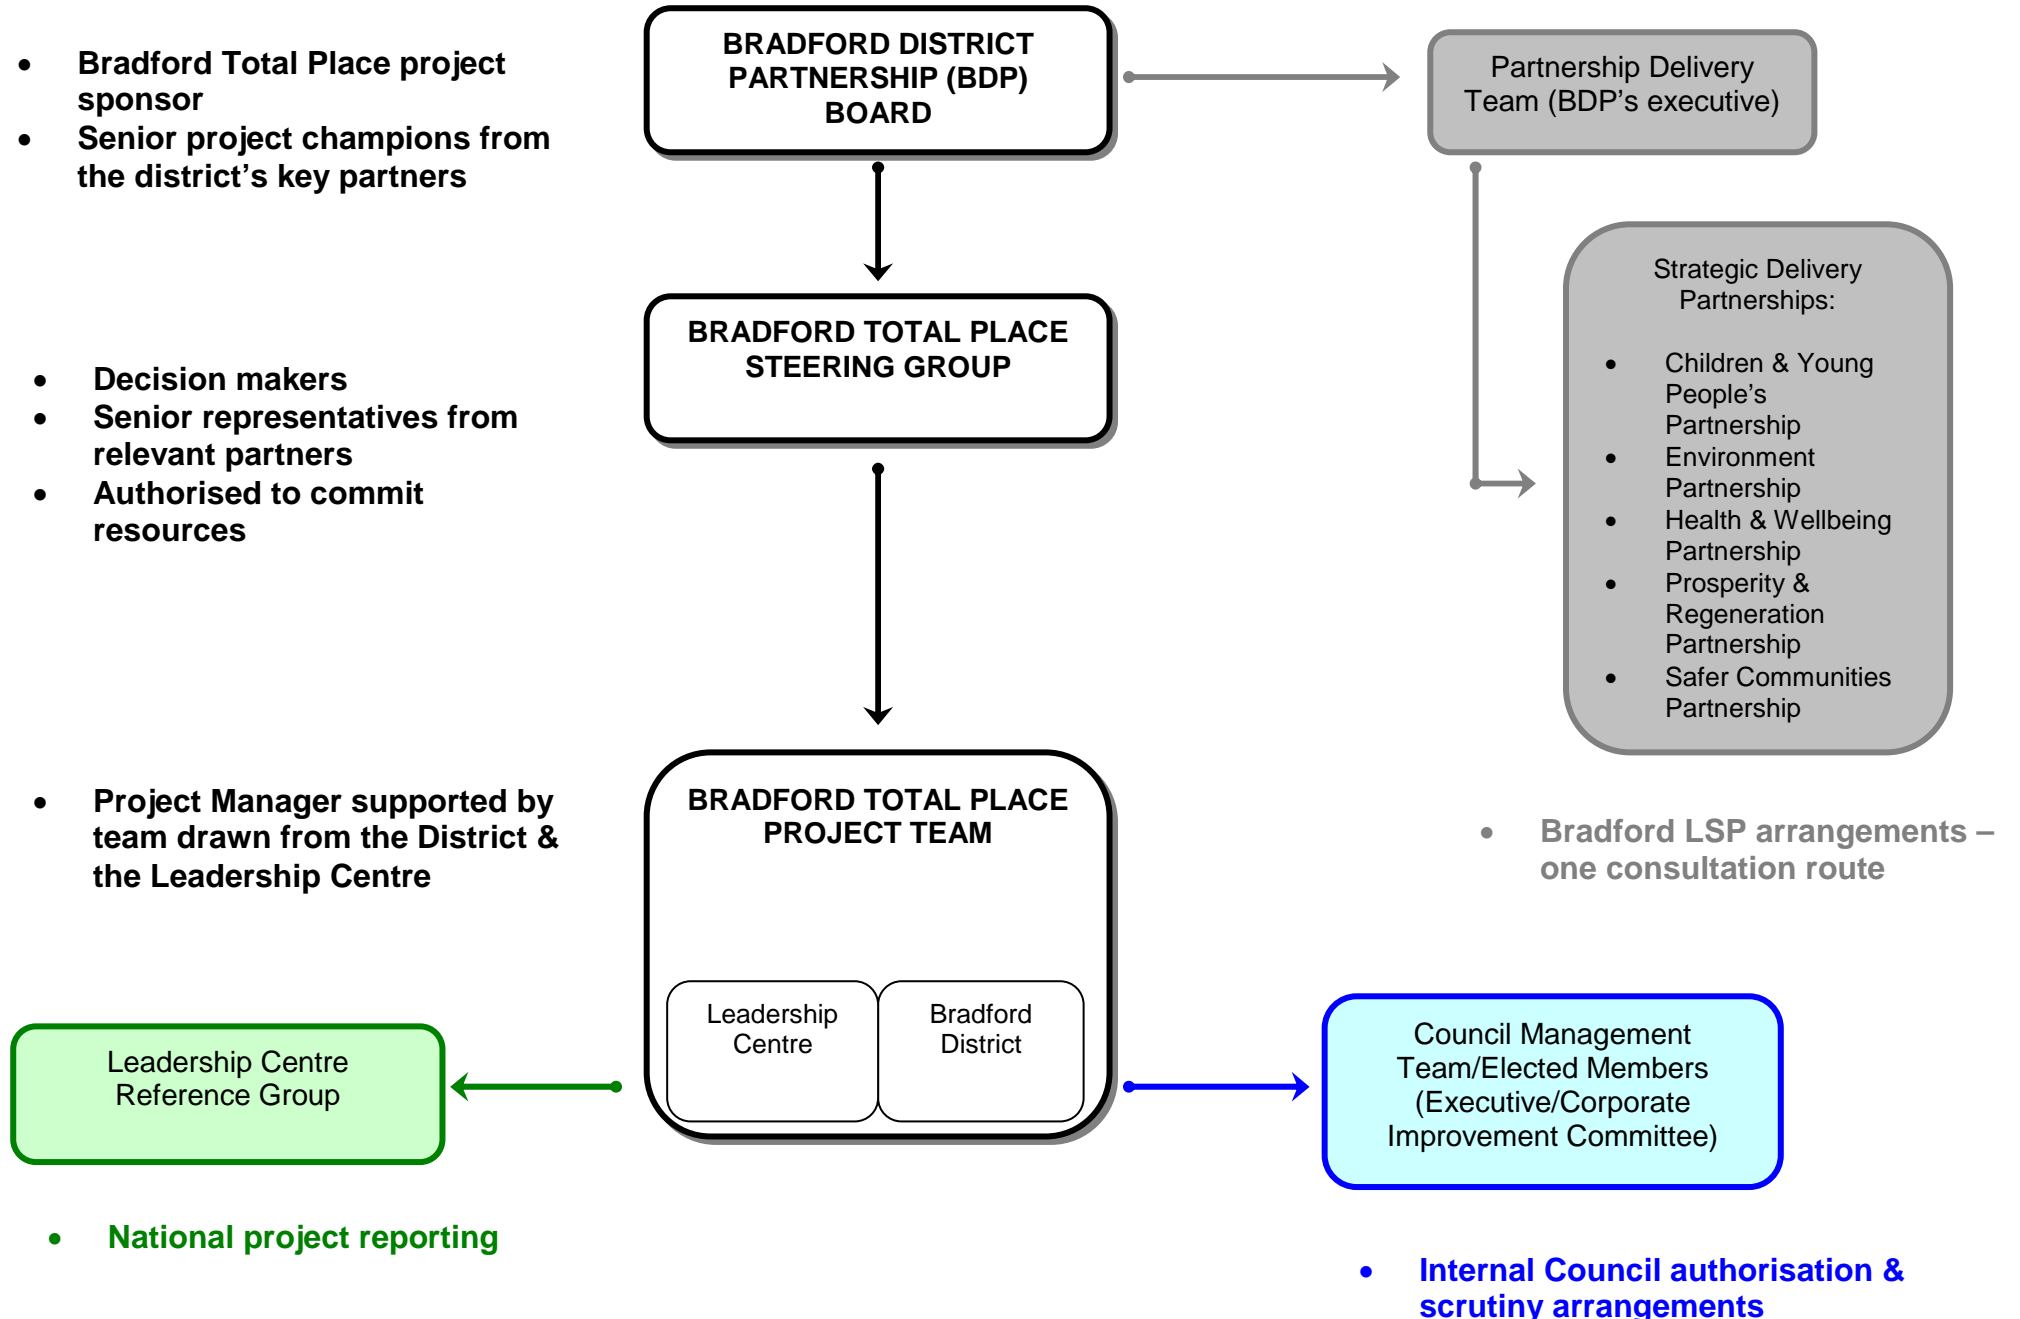 • Bradford Total Place project
sponsor
• Senior project champions from
the district’s key partners
BRADFORD DISTRICT
PARTNERSHIP (BDP)
BOARD
Partnership Delivery
Team (BDP’s executive)
Strategic Delivery
Partnerships:
• Children & Young
People’s
Partnership
• Environment
Partnership
• Health & Wellbeing
Partnership
• Prosperity &
Regeneration
Partnership
• Safer Communities
Partnership
• Bradford LSP arrangements –
one consultation route
BRADFORD TOTAL PLACE
STEERING GROUP
• Decision makers
• Senior representatives from
relevant partners
• Authorised to commit
resources
• Project Manager supported by
team drawn from the District &
the Leadership Centre
BRADFORD TOTAL PLACE
PROJECT TEAM
Leadership
Centre
Bradford
District
Leadership Centre
Reference Group
• National project reporting
Council Management
Team/Elected Members
(Executive/Corporate
Improvement Committee)
• Internal Council authorisation &
scrutiny arrangements